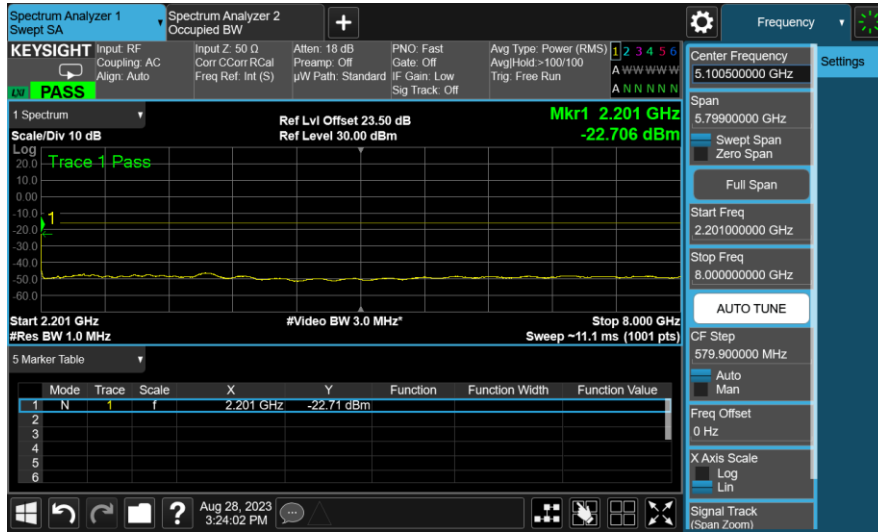 Spectrum Analyzer 1
Swept SA
Spectrum Analyzer 2
Occupied BW
+
Frequency
KEYSIGHT
LXI
PASS
Input: RF
Coupling: AC
Align: Auto
Input Z: 50 Ω
Corr CCorr RCal
Freq Ref: Int (S)
Atten: 18 dB
Preamp: Off
µW Path: Standard
PNO: Fast
Gate: Off
IF Gain: Low
Sig Track: Off
Avg Type: Power (RMS)
Avg|Hold:>100/100
Trig: Free Run
1 2 3 4 5 6
A W W W W W
A N N N N N
1 Spectrum
Scale/Div 10 dB
Ref Lvl Offset 23.50 dB
Ref Level 30.00 dBm
Mkr1 2.201 GHz
-22.706 dBm
Log
Trace 1 Pass
20.0
10.0
0.00
-10.0
1
-20.0
-30.0
-40.0
-50.0
-60.0
Start 2.201 GHz
#Res BW 1.0 MHz
#Video BW 3.0 MHz*
Stop 8.000 GHz
Sweep ~11.1 ms (1001 pts)
5 Marker Table
Mode Trace Scale X Y Function Function Width Function Value
1 N 1 f 2.201 GHz -22.71 dBm
2
3
4
5
6
?
Aug 28, 2023
3:24:02 PM
Center Frequency
5.100500000 GHz
Span
5.79900000 GHz
Swept Span
Zero Span
Full Span
Start Freq
2.201000000 GHz
Stop Freq
8.000000000 GHz
AUTO TUNE
CF Step
579.900000 MHz
Auto
Man
Freq Offset
0 Hz
X Axis Scale
Log
Lin
Signal Track
(Span Zoom)
Settings